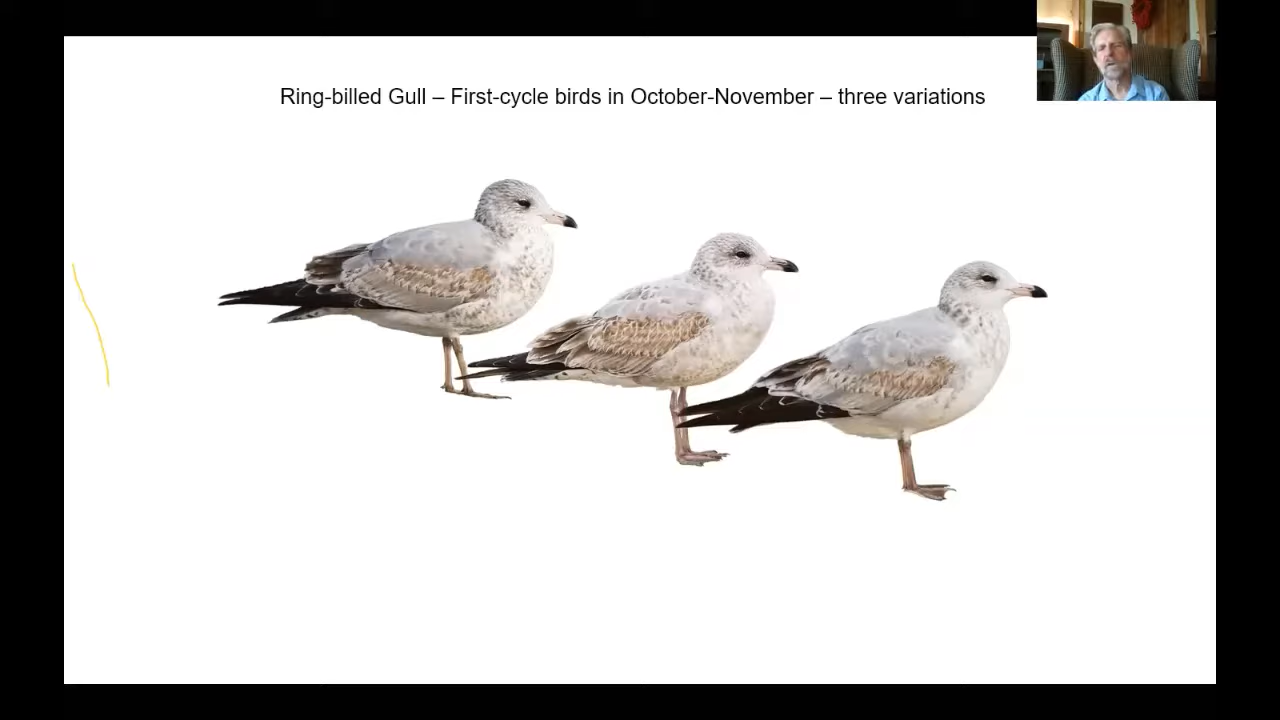 Ring-billed Gull – First-cycle birds in October-November – three variations